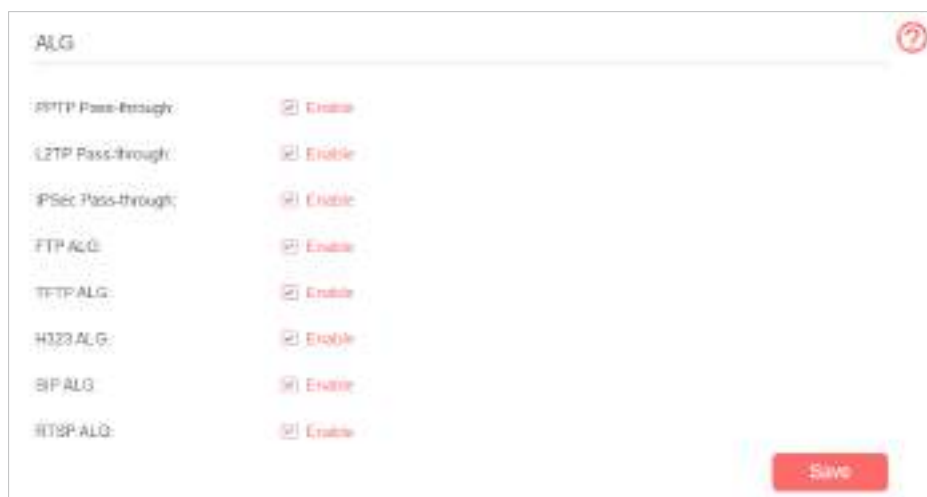 ALG
?
PPTP Pass-through: Enable
L2TP Pass-through: Enable
IPSec Pass-through: Enable
FTP ALG: Enable
TFTP ALG: Enable
H323 ALG: Enable
SIP ALG: Enable
RTSP ALG: Enable
Save